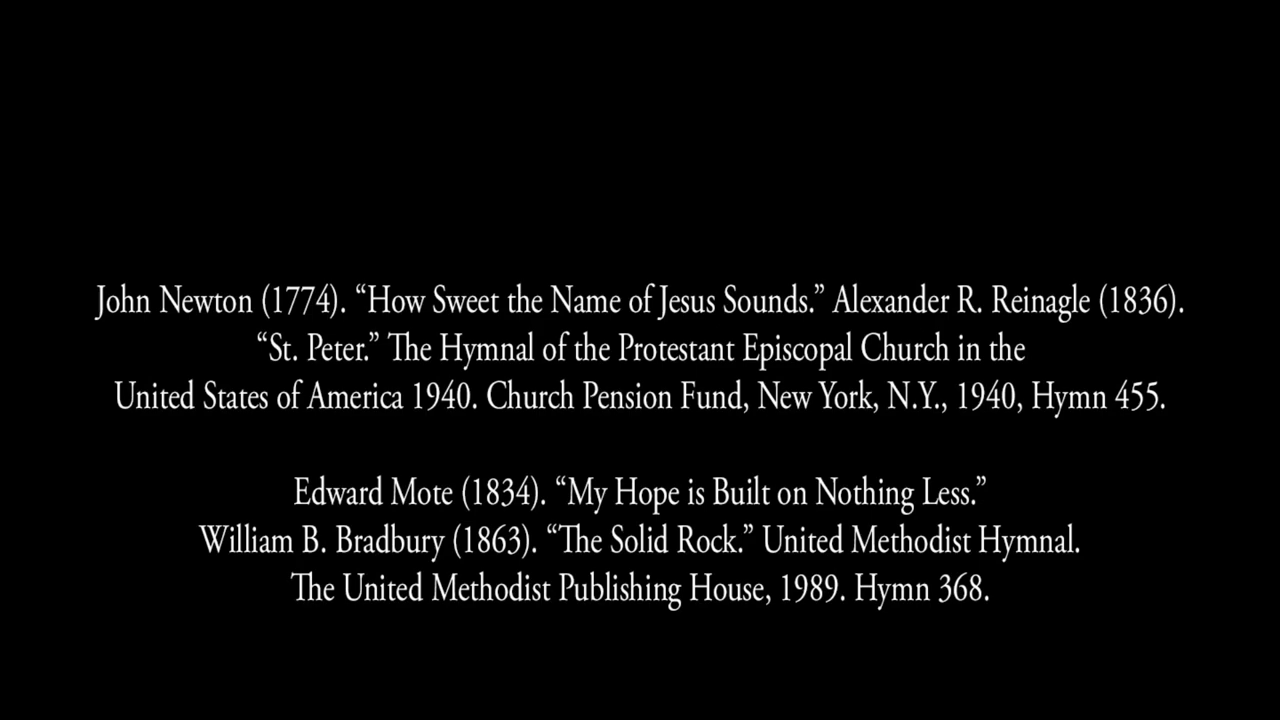 John Newton (1774). “How Sweet the Name of Jesus Sounds.” Alexander R. Reinagle (1836).
“St. Peter.” The Hymnal of the Protestant Episcopal Church in the
United States of America 1940. Church Pension Fund, New York, N.Y., 1940, Hymn 455.
Edward Mote (1834). “My Hope is Built on Nothing Less.”
William B. Bradbury (1863). “The Solid Rock.” United Methodist Hymnal.
The United Methodist Publishing House, 1989. Hymn 368.